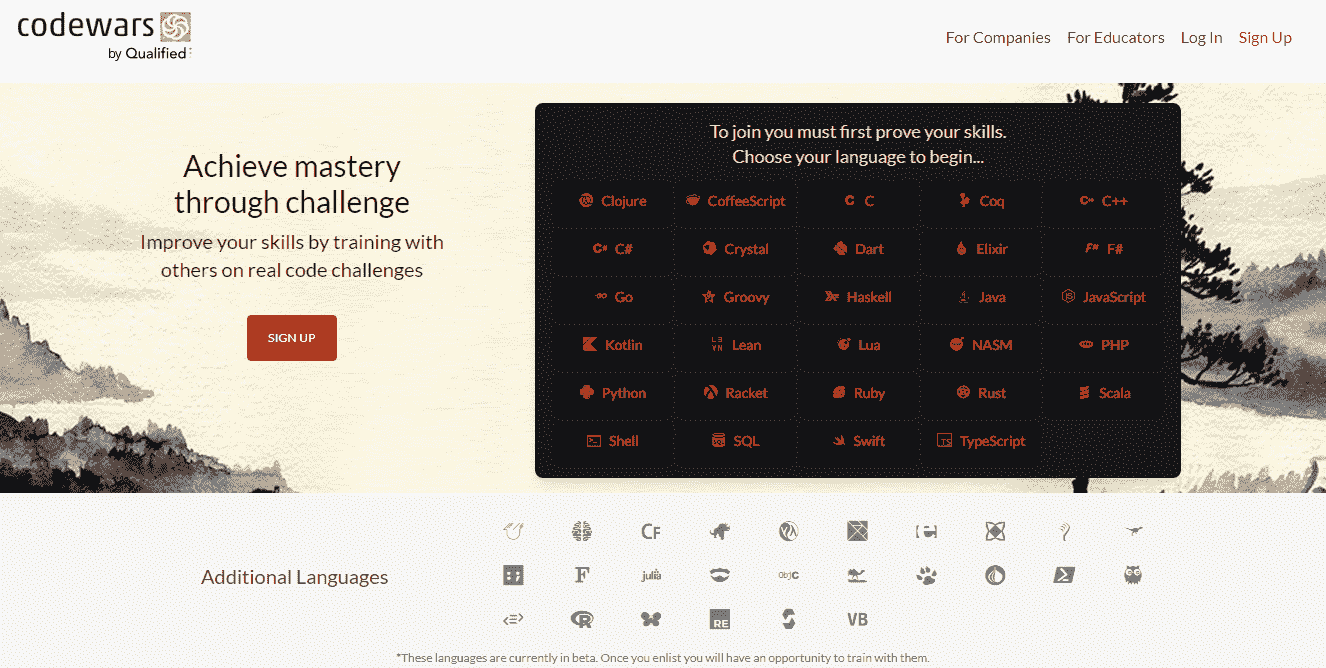 codewars
by Qualified
For Companies For Educators Log In Sign Up
Achieve mastery
through challenge
Improve your skills by training with
others on real code challenges
SIGN UP
To join you must first prove your skills.
Choose your language to begin...
Clojure CoffeeScript C C Coq C++
C# C# Crystal Dart Elixir F# F#
Go Groovy Haskell Java JS JavaScript
Kotlin L∃∀N Lean Lua NASM PHP
Python Racket Ruby Rust Scala
Shell SQL Swift TS TypeScript
Additional Languages
CF
F julia ObjC
R RE VB
*These languages are currently in beta. Once you enlist you will have an opportunity to train with them.